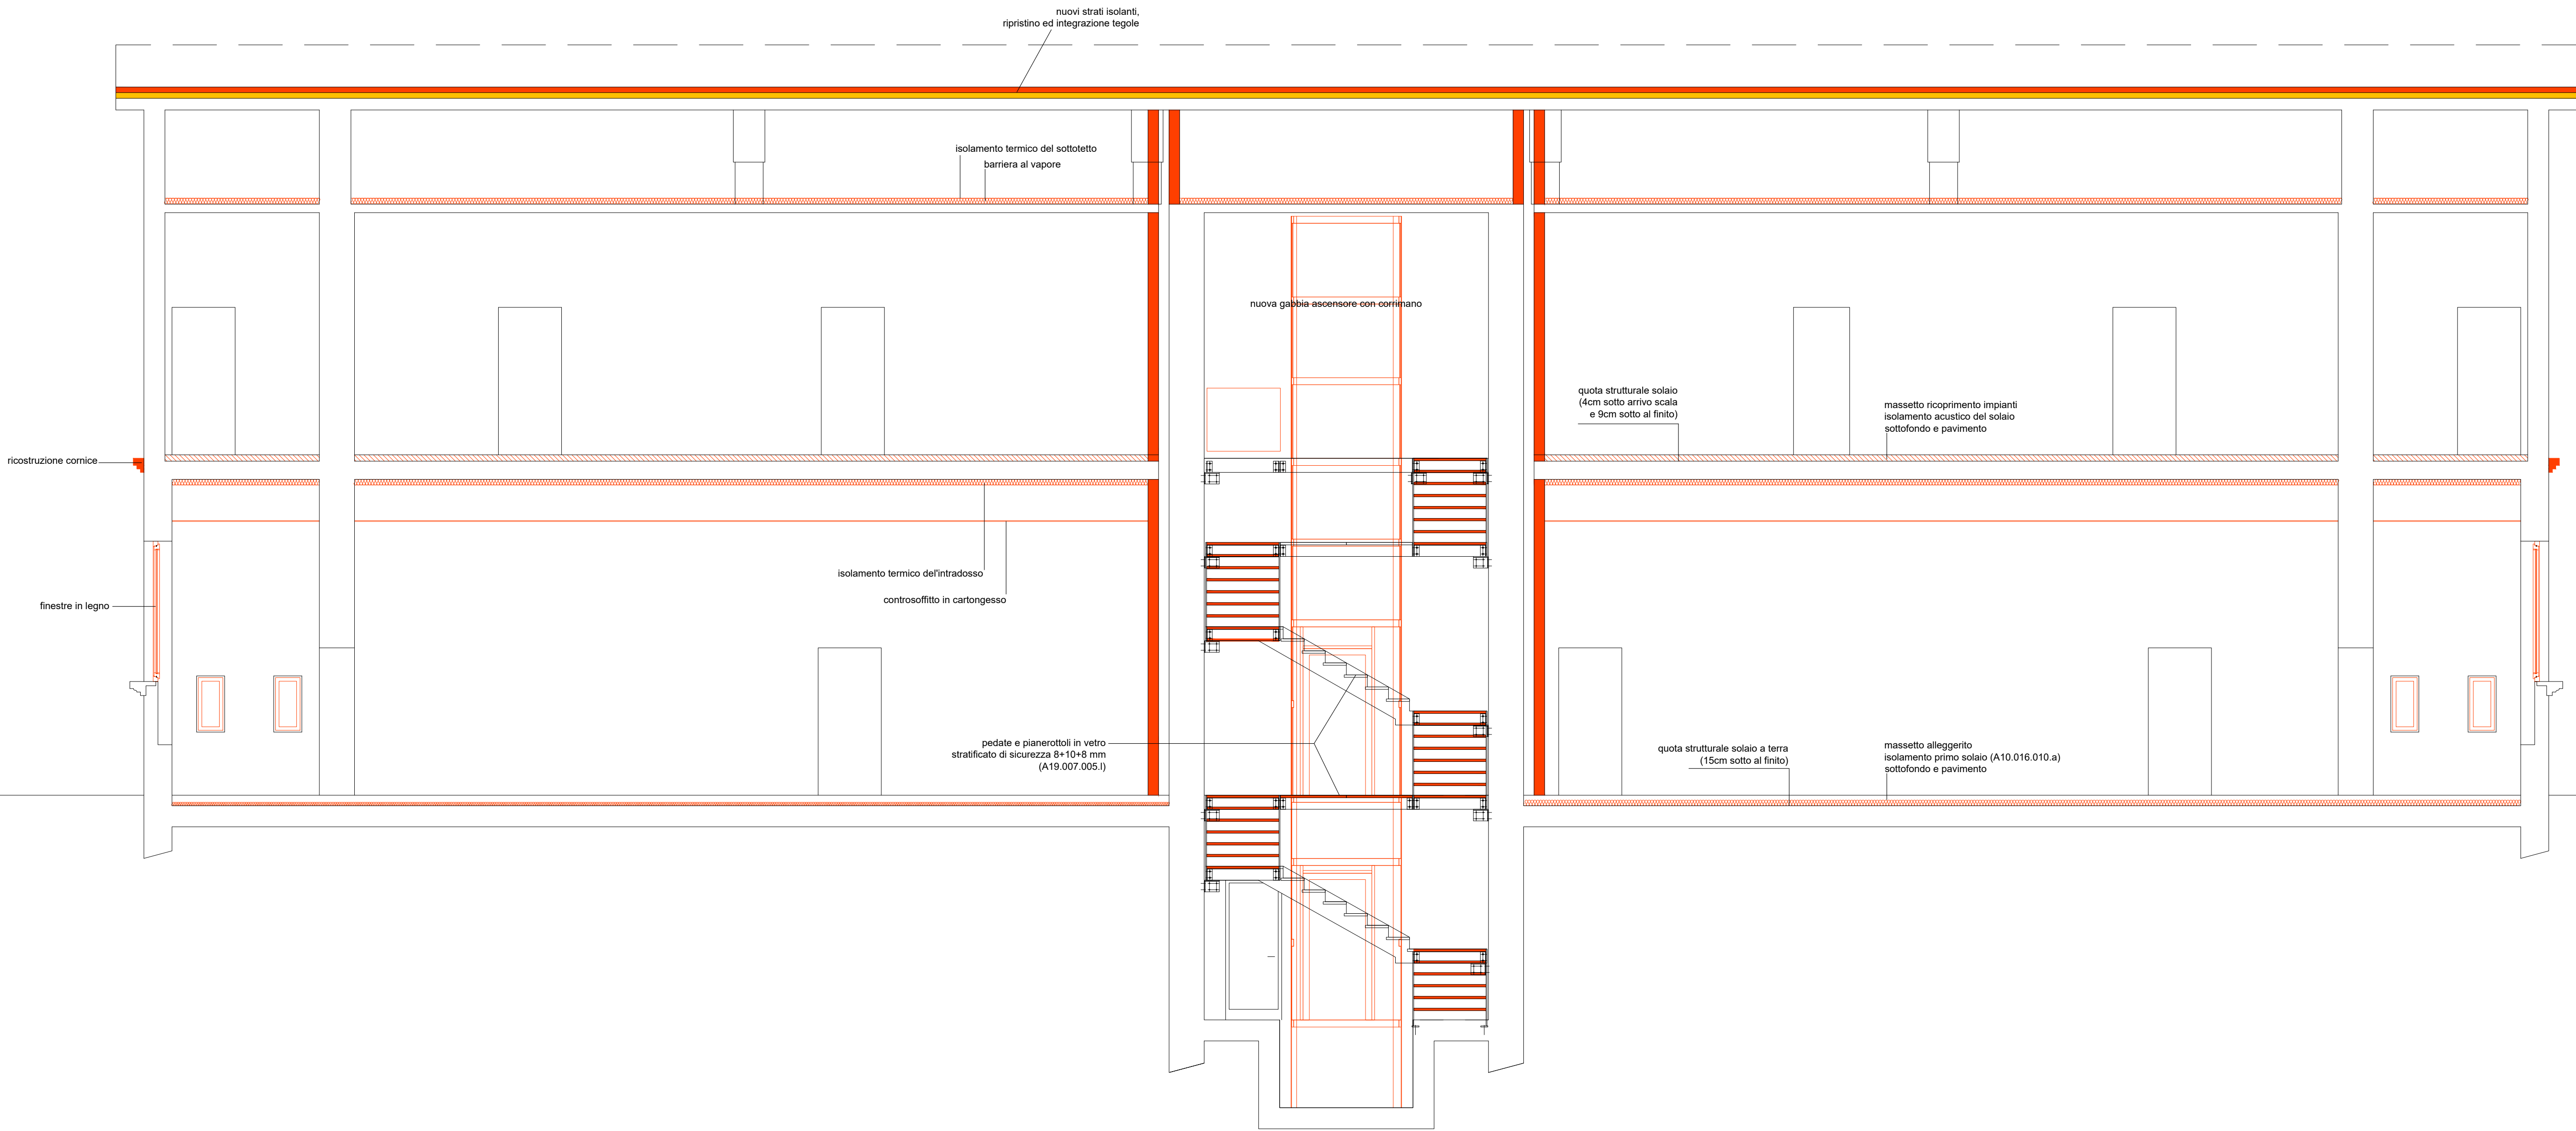 nuovi strati isolanti,
ripristino ed integrazione tegole
isolamento termico del sottotetto
barriera al vapore
nuova gabbia ascensore con corrimano
quota strutturale solaio
(4cm sotto arrivo scala
e 9cm sotto al finito)
massetto ricoprimento impianti
isolamento acustico del solaio
sottofondo e pavimento
ricostruzione cornice
isolamento termico del'intradosso
controsoffitto in cartongesso
finestre in legno
pedate e pianerottoli in vetro
stratificato di sicurezza 8+10+8 mm
(A19.007.005.l)
quota strutturale solaio a terra
(15cm sotto al finito)
massetto alleggerito
isolamento primo solaio (A10.016.010.a)
sottofondo e pavimento